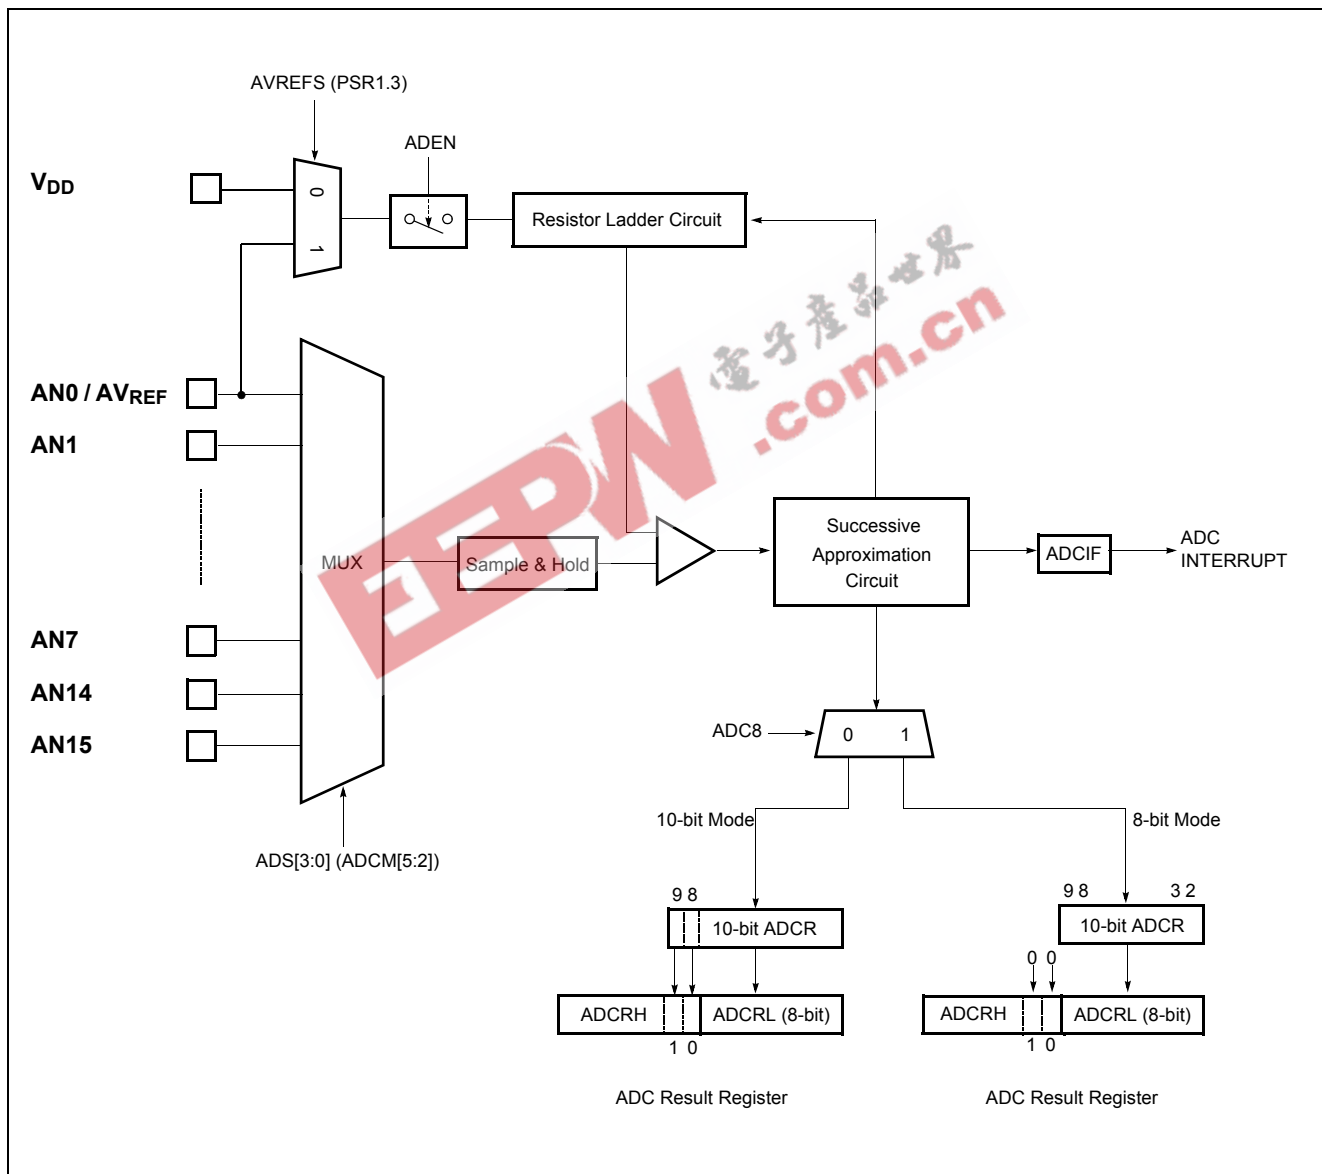 AVREFS (PSR1.3)
ADEN
VDD
0
1
Resistor Ladder Circuit
電子產品世界
.com.cn
EEPW
AN0 / AVREF
AN1
MUX
Sample & Hold
Successive
Approximation
Circuit
ADCIF
ADC
INTERRUPT
AN7
AN14
AN15
ADC8
0 1
10-bit Mode
8-bit Mode
ADS[3:0] (ADCM[5:2])
9 8
10-bit ADCR
9 8 3 2
10-bit ADCR
0 0
ADCRH
ADCRL (8-bit)
1 0
ADCRH
ADCRL (8-bit)
1 0
ADC Result Register
ADC Result Register